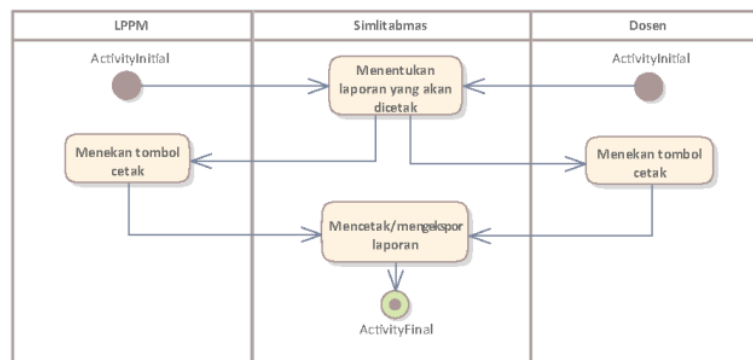 LPPM
Simlitabmas
Dosen
ActivityInitial
ActivityInitial
Menentukan
laporan yang akan
dicetak
Menekan tombol
cetak
Menekan tombol
cetak
Mencetak/mengekspor
laporan
ActivityFinal